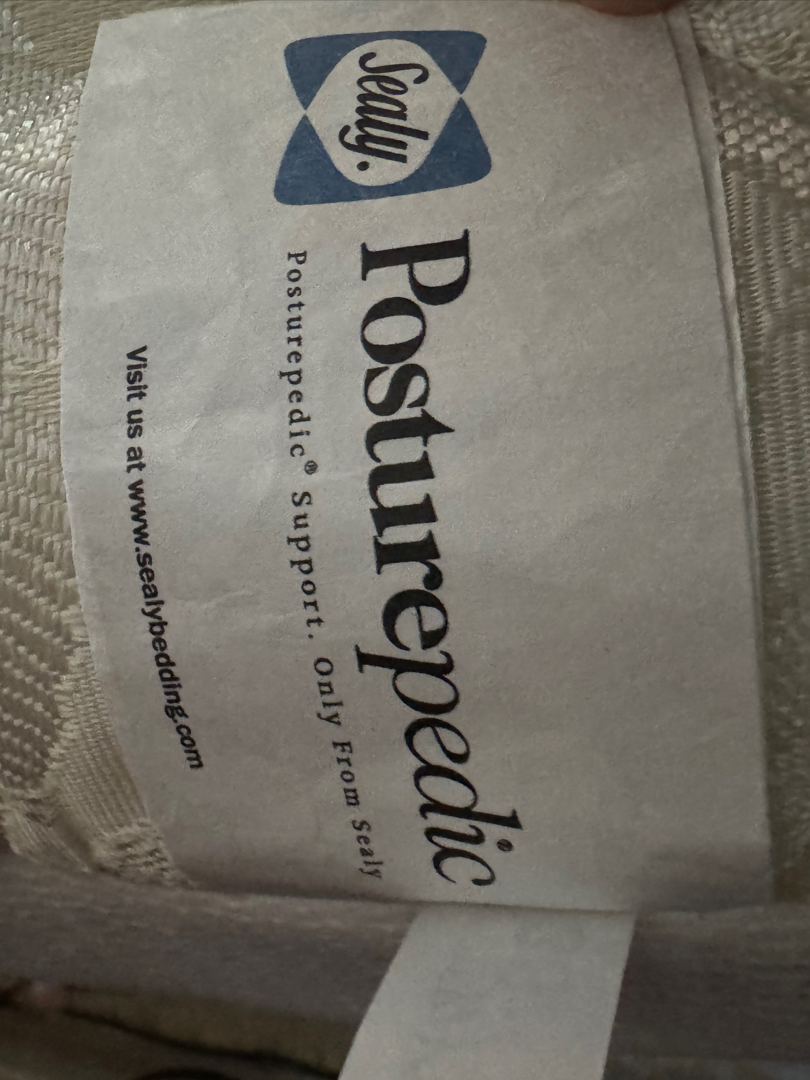 Sealy.
Posturepedic®
Posturepedic® Support. Only From Sealy
Visit us at www.sealybedding.com